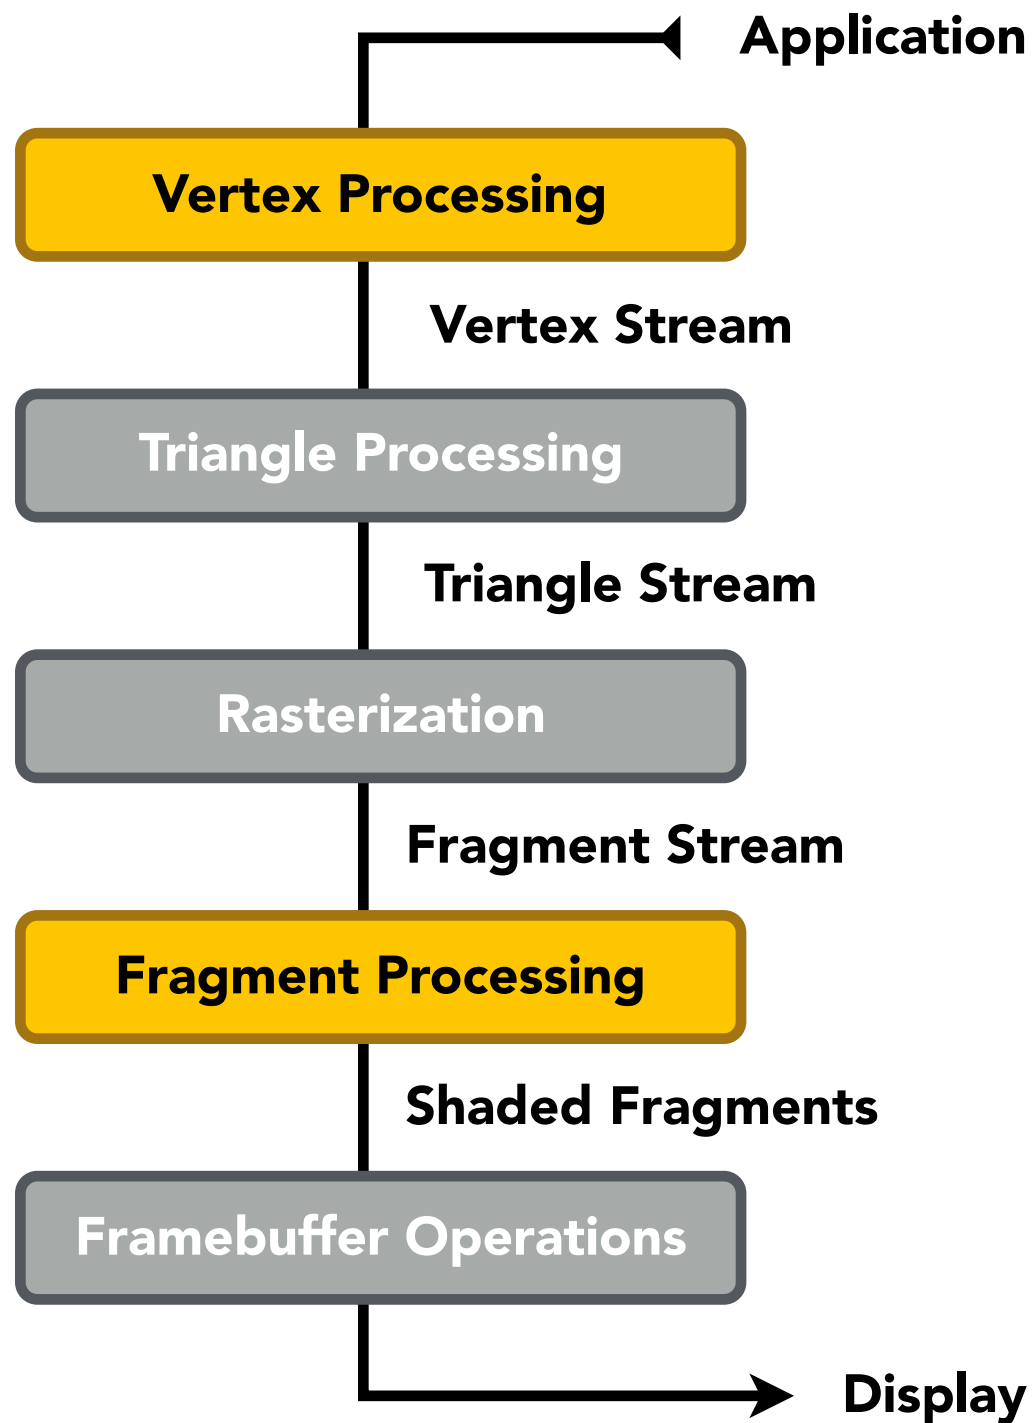 Application
Vertex Processing
Vertex Stream
Triangle Processing
Triangle Stream
Rasterization
Fragment Stream
Fragment Processing
Shaded Fragments
Framebuffer Operations
Display